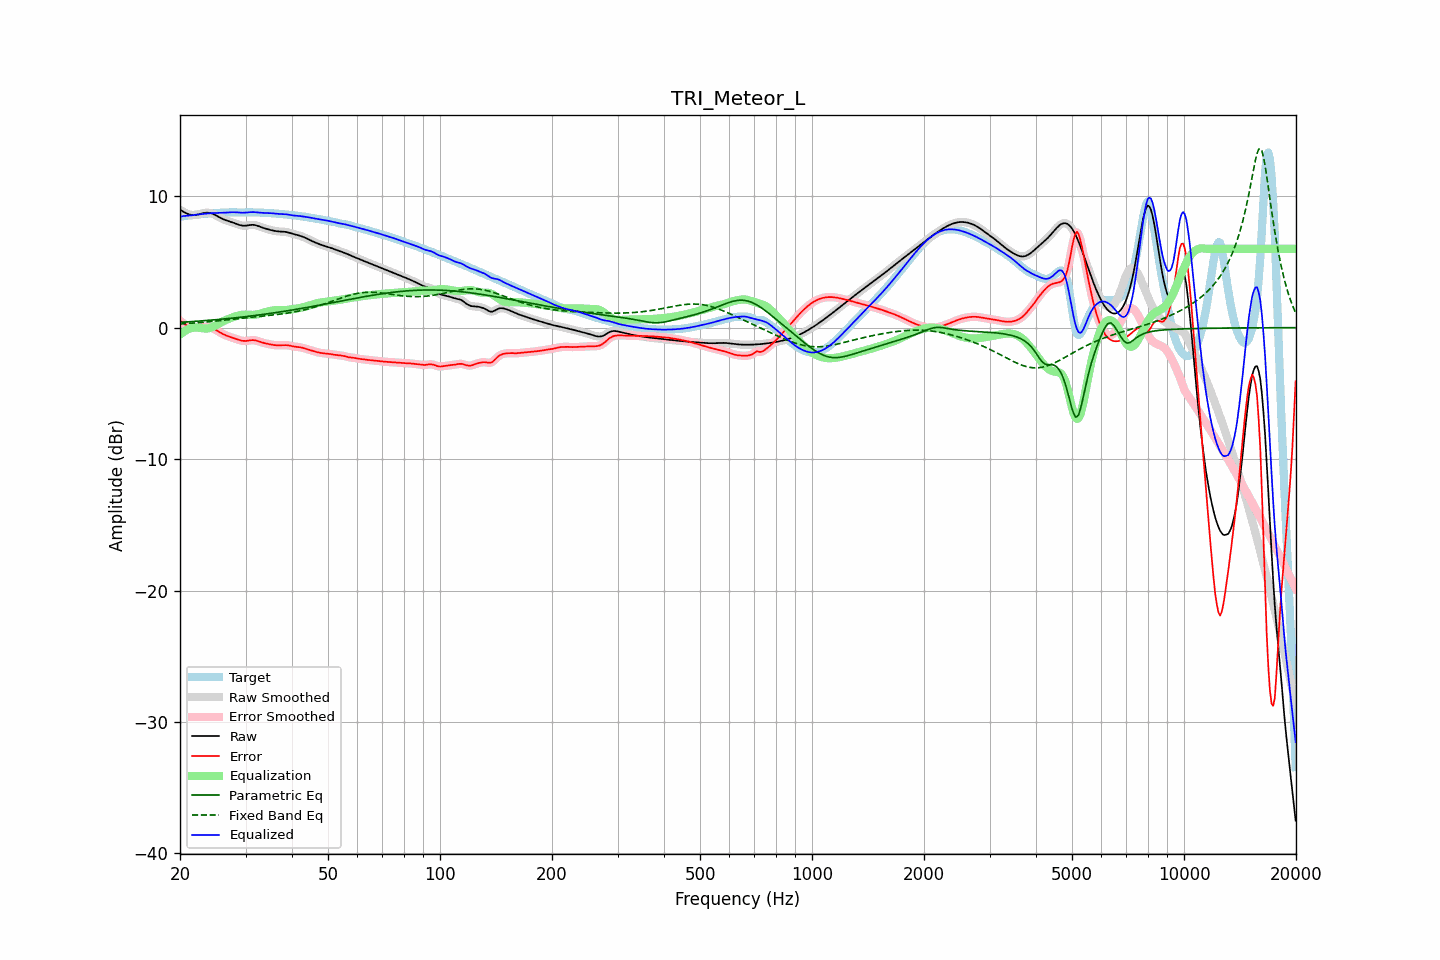 TRI_Meteor_L
Amplitude (dBr)
10
0
−10
−20
−30
−40
Target
Raw Smoothed
Error Smoothed
Raw
Error
Equalization
Parametric Eq
Fixed Band Eq
Equalized
20
50
100
200
500
1000
2000
5000
10000
20000
Frequency (Hz)